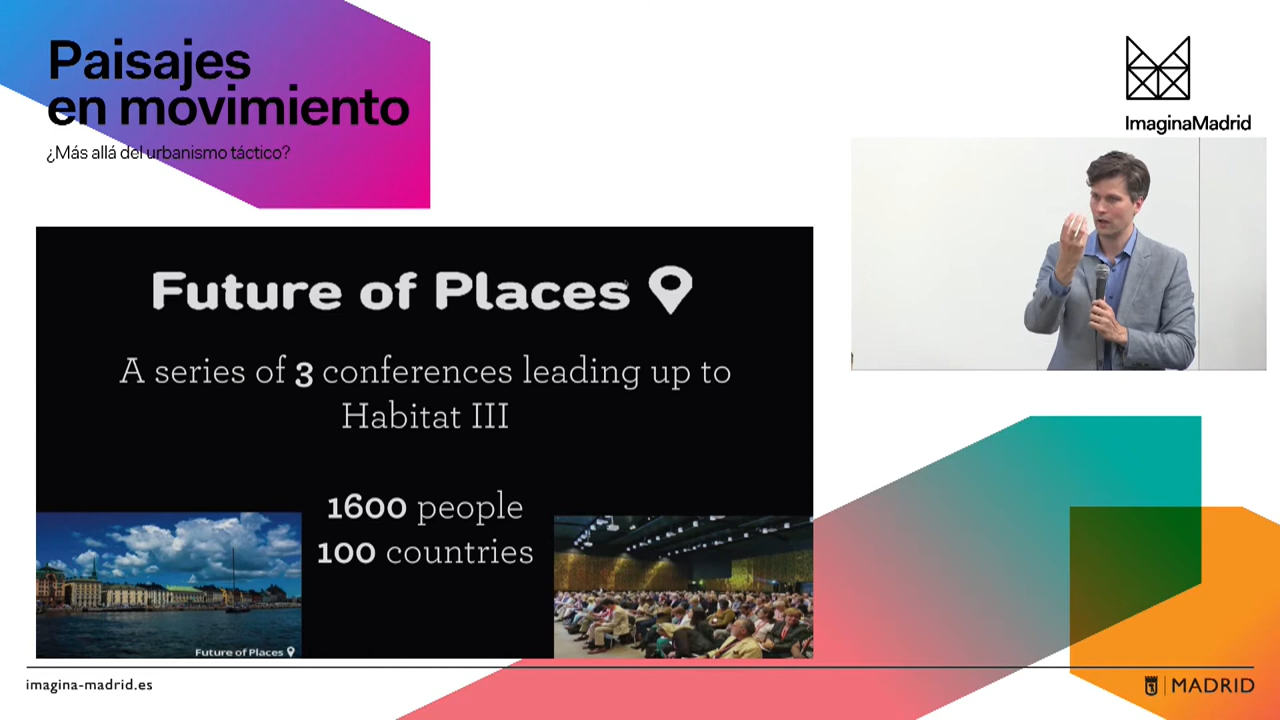 Paisajes
en movimiento
¿Más allá del urbanismo táctico?
ImaginaMadrid
Future of Places
A series of 3 conferences leading up to
Habitat III
1600 people
100 countries
Future of Places
imagina-madrid.es
MADRID